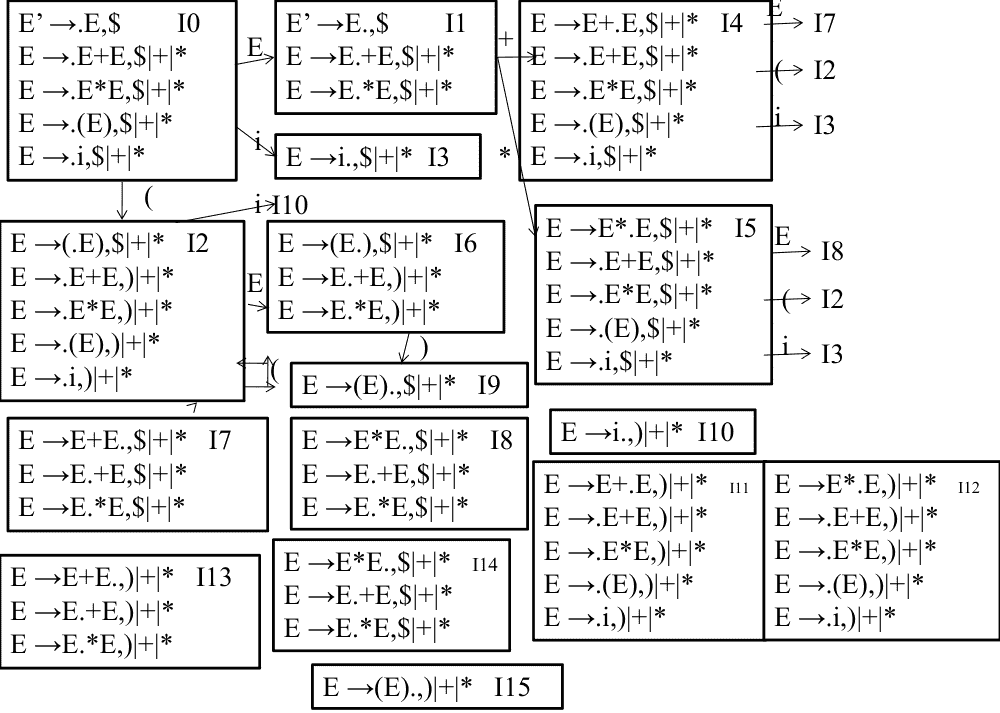 E’ →.E,$ I0
E →.E+E,$|+|*
E →.E*E,$|+|*
E →.(E),$|+|*
E →.i,$|+|*
E
i
(
E’ →E.,$ I1
E →E.+E,$|+|*
E →E.*E,$|+|*
+
*
E →i.,$|+|* I3
E →E+.E,$|+|* I4
E →.E+E,$|+|*
E →.E*E,$|+|*
E →.(E),$|+|*
E →.i,$|+|*
E I7
( I2
i I3
E →(.E),$|+|* I2
E →.E+E,)|+|*
E →.E*E,)|+|*
E →.(E),)|+|*
E →.i,)|+|*
i I10
E
(
E →(E.),$|+|* I6
E →E.+E,)|+|*
E →E.*E,)|+|*
)
E →(E).,$|+|* I9
E →E*.E,$|+|* I5
E →.E+E,$|+|*
E →.E*E,$|+|*
E →.(E),$|+|*
E →.i,$|+|*
E I8
( I2
i I3
E →E+E.,$|+|* I7
E →E.+E,$|+|*
E →E.*E,$|+|*
E →E*E.,$|+|* I8
E →E.+E,$|+|*
E →E.*E,$|+|*
E →i.,)|+|* I10
E →E+.E,)|+|* I11
E →.E+E,)|+|*
E →.E*E,)|+|*
E →.(E),)|+|*
E →.i,)|+|*
E →E*.E,)|+|* I12
E →.E+E,)|+|*
E →.E*E,)|+|*
E →.(E),)|+|*
E →.i,)|+|*
E →E+E.,)|+|* I13
E →E.+E,)|+|*
E →E.*E,)|+|*
E →E*E.,$|+|* I14
E →E.+E,$|+|*
E →E.*E,$|+|*
E →(E).,)|+|* I15